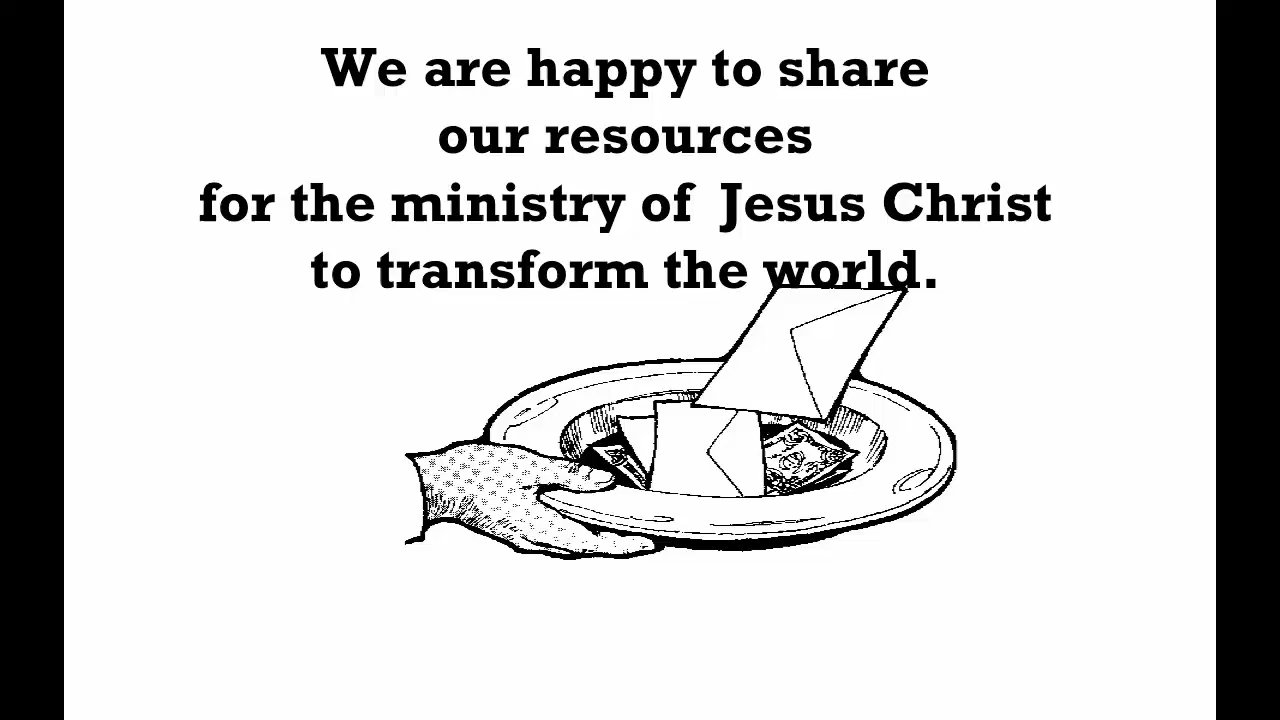 We are happy to share
our resources
for the ministry of Jesus Christ
to transform the world.